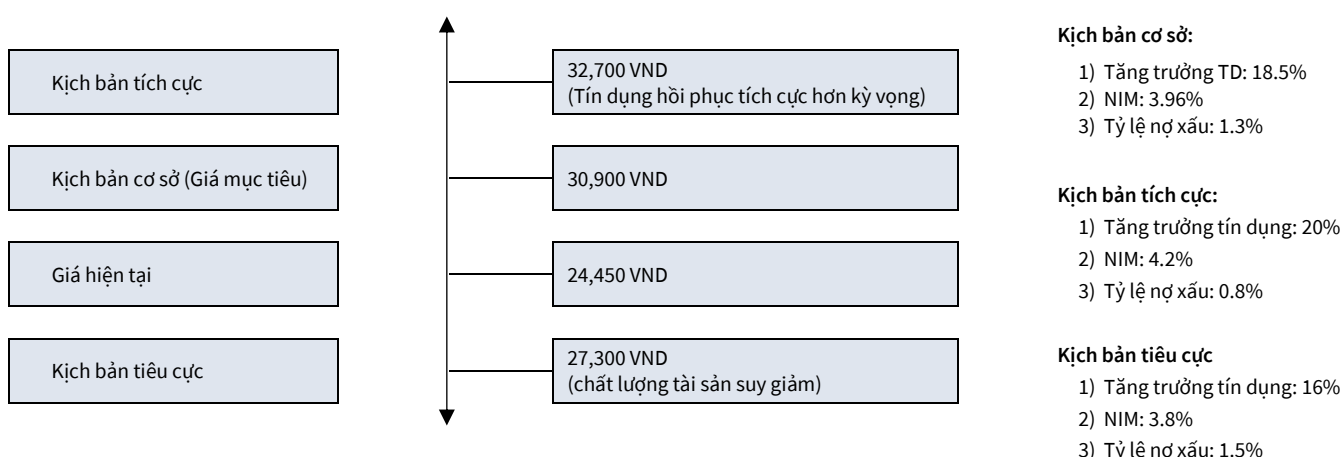 Kịch bản tích cực
32,700 VND
(Tín dụng hồi phục tích cực hơn kỳ vọng)
Kịch bản cơ sở (Giá mục tiêu)
30,900 VND
Giá hiện tại
24,450 VND
Kịch bản tiêu cực
27,300 VND
(chất lượng tài sản suy giảm)
Kịch bản cơ sở:
1) Tăng trưởng TD: 18.5%
2) NIM: 3.96%
3) Tỷ lệ nợ xấu: 1.3%
Kịch bản tích cực:
1) Tăng trưởng tín dụng: 20%
2) NIM: 4.2%
3) Tỷ lệ nợ xấu: 0.8%
Kịch bản tiêu cực
1) Tăng trưởng tín dụng: 16%
2) NIM: 3.8%
3) Tỷ lệ nợ xấu: 1.5%